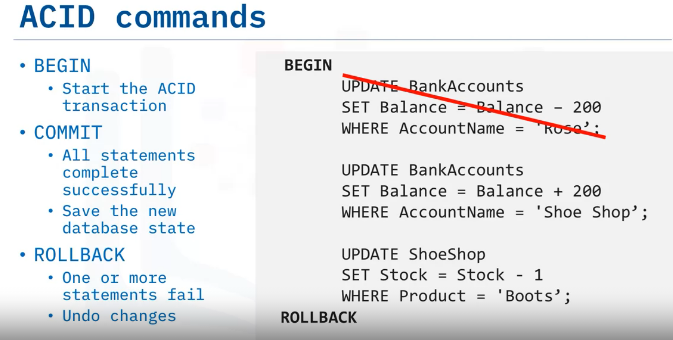 ACID commands
• BEGIN
• Start the ACID
transaction
• COMMIT
• All statements
complete
successfully
• Save the new
database state
• ROLLBACK
• One or more
statements fail
• Undo changes
BEGIN
UPDATE BankAccounts
SET Balance = Balance – 200
WHERE AccountName = 'Rose’;
UPDATE BankAccounts
SET Balance = Balance + 200
WHERE AccountName = 'Shoe Shop’;
UPDATE ShoeShop
SET Stock = Stock - 1
WHERE Product = 'Boots’;
ROLLBACK